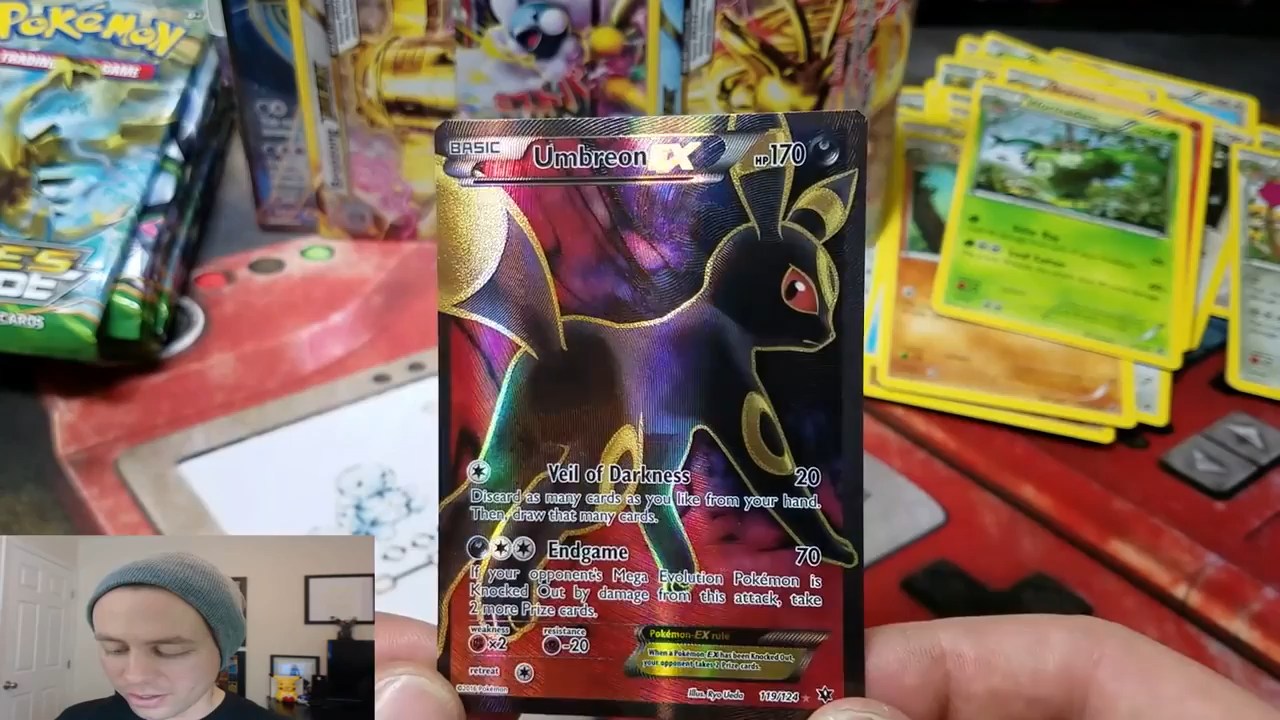 Pokémon
TRADING GAME
CARDS
BASIC
Umbreon EX
HP170
Veil of Darkness 20
Discard as many cards as you like from your hand.
Then, draw that many cards.
Endgame 70
If your opponent's Mega Evolution Pokémon is
Knocked Out by damage from this attack, take
2 more Prize cards.
weakness
×2
resistance
-20
retreat
Pokémon-EX rule
When a Pokémon-EX has been Knocked Out,
your opponent takes 2 Prize cards.
©2016 Pokémon
Illus. Ryo Ueda
119/124